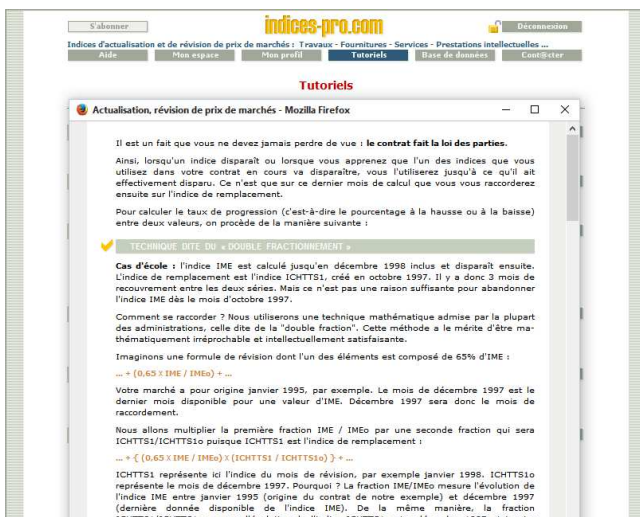 S'abonner
indices-pro.com
Déconnexion
Indices d'actualisation et de révision de prix de marchés : Travaux - Fournitures - Services - Prestations intellectuelles ...
Aide
Mon espace
Mon profil
Tutoriels
Base de données
Cont@cter
Tutoriels
Actualisation, révision de prix de marchés - Mozilla Firefox
Il est un fait que vous ne devez jamais perdre de vue : le contrat fait la loi des parties.
Ainsi, lorsqu'un indice disparaît ou lorsque vous apprenez que l'un des indices que vous
utilisez dans votre contrat en cours va disparaître, vous l'utiliserez jusqu'à ce qu'il ait
effectivement disparu. Ce n'est que sur ce dernier mois de calcul que vous vous raccorderez
ensuite sur l'indice de remplacement.
Pour calculer le taux de progression (c'est-à-dire le pourcentage à la hausse ou à la baisse)
entre deux valeurs, on procède de la manière suivante :
TECHNIQUE DITE DU « DOUBLE FRACTIONNEMENT »
Cas d'école : l'indice IME est calculé jusqu'en décembre 1998 inclus et disparaît ensuite.
L'indice de remplacement est l'indice ICHTTS1, créé en octobre 1997. Il y a donc 3 mois de
recouvrement entre les deux séries. Mais ce n'est pas une raison suffisante pour abandonner
l'indice IME dès le mois d'octobre 1997.
Comment se raccorder ? Nous utiliserons une technique mathématique admise par la plupart
des administrations, celle dite de la "double fraction". Cette méthode a le mérite d'être ma-
thématiquement irréprochable et intellectuellement satisfaisante.
Imaginons une formule de révision dont l'un des éléments est composé de 65% d'IME :
... + (0,65 X IME / IMEo) + ...
Votre marché a pour origine janvier 1995, par exemple. Le mois de décembre 1997 est le
dernier mois disponible pour une valeur d'IME. Décembre 1997 sera donc le mois de
raccordement.
Nous allons multiplier la première fraction IME / IMEo par une seconde fraction qui sera
ICHTTS1/ICHTTS1o puisque ICHTTS1 est l'indice de remplacement :
... + { (0,65 X IME / IMEo) X (ICHTTS1 / ICHTTS1o) } + ...
ICHTTS1 représente ici l'indice du mois de révision, par exemple janvier 1998. ICHTTS1o
représente le mois de décembre 1997. Pourquoi ? La fraction IME/IMEo mesure l'évolution de
l'indice IME entre janvier 1995 (origine du contrat de notre exemple) et décembre 1997
(dernière donnée disponible de l'indice IME). De la même manière, la fraction